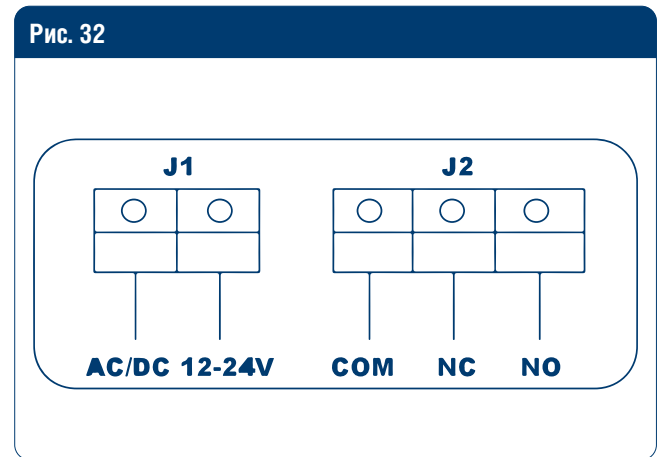 Рис. 32
J1 J2
AC/DC 12-24V COM NC NO